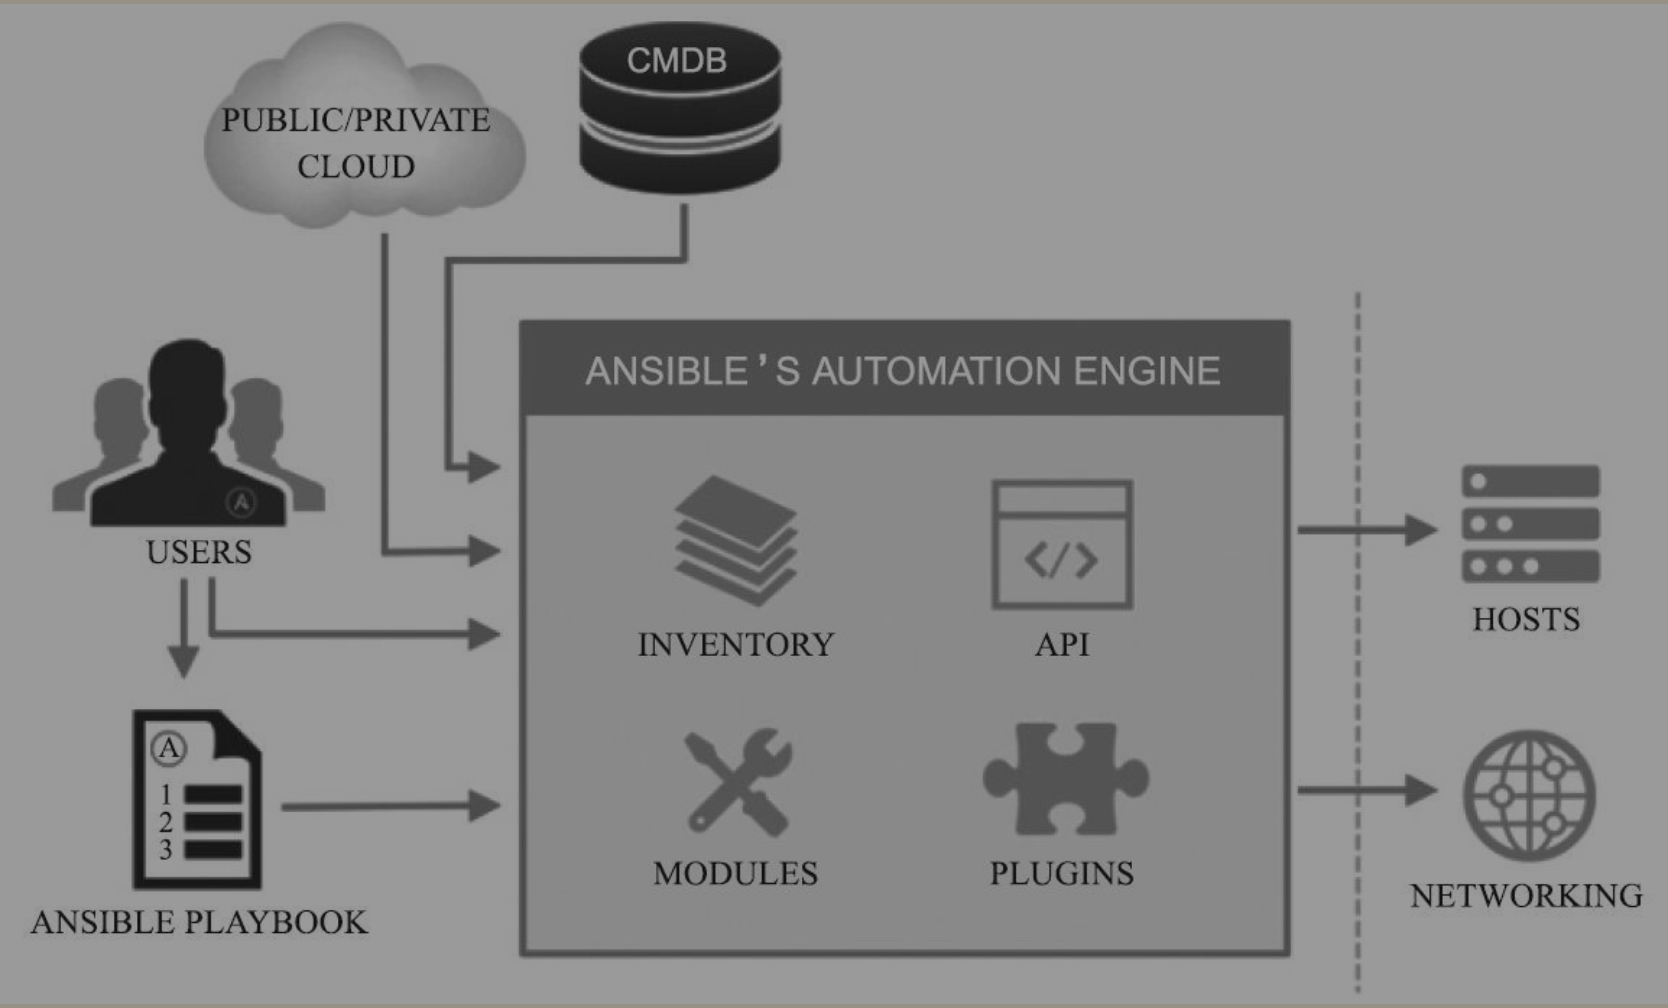 CMDB
PUBLIC/PRIVATE
CLOUD
ANSIBLE’S AUTOMATION ENGINE
USERS
INVENTORY
API
HOSTS
A
1
2
3
MODULES
PLUGINS
NETWORKING
ANSIBLE PLAYBOOK
A